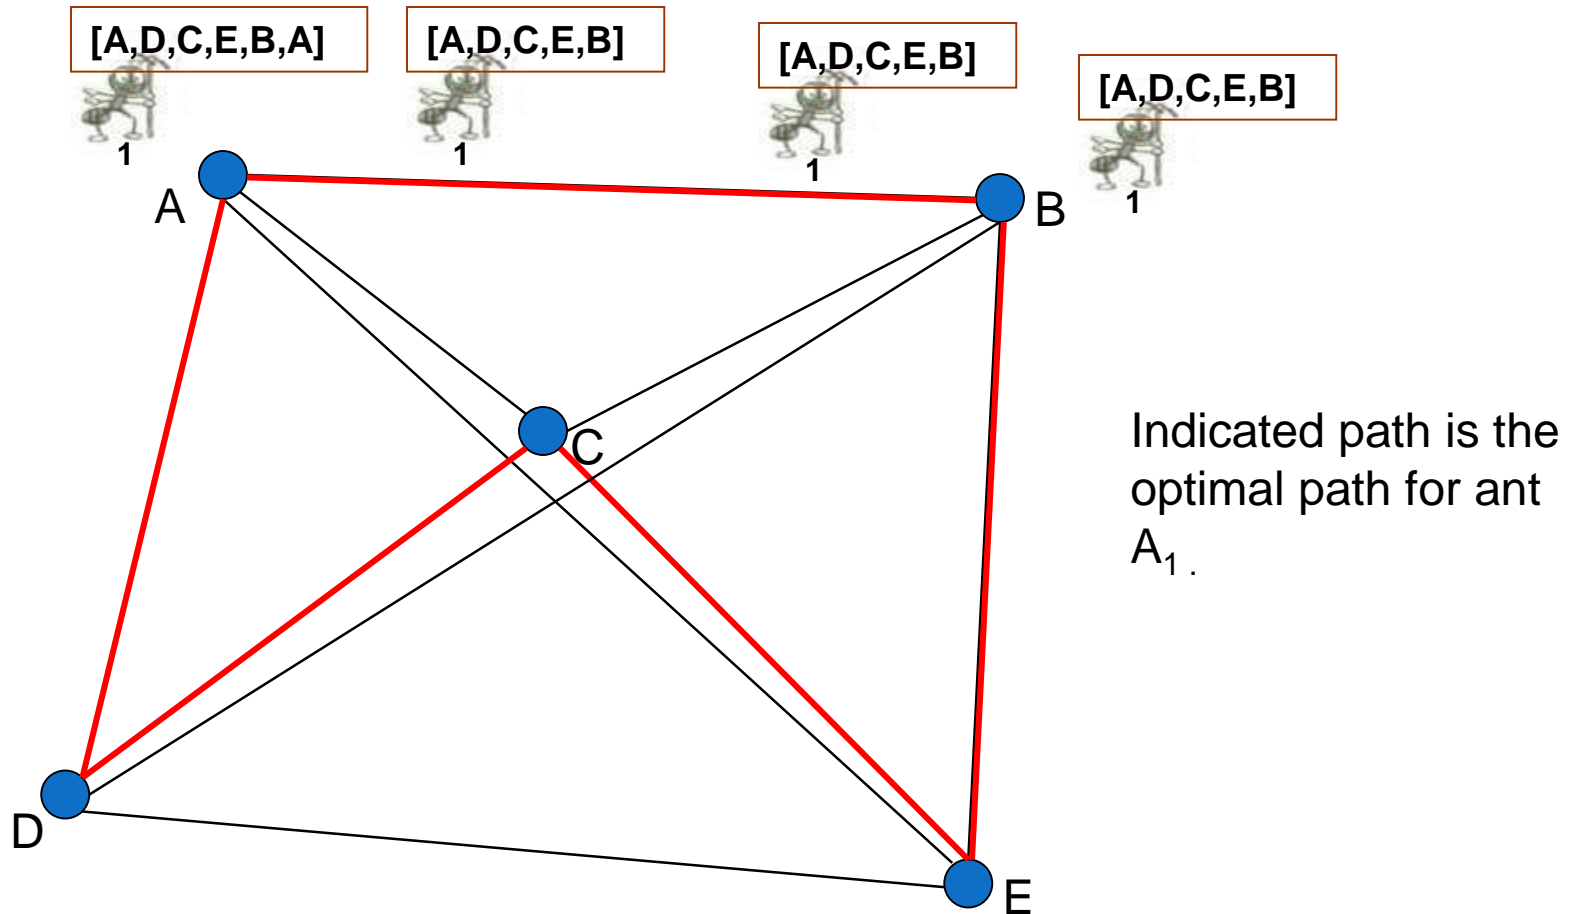 [A,D,C,E,B,A]
[A,D,C,E,B]
[A,D,C,E,B]
[A,D,C,E,B]
1
1
1
1
A
B
C
Indicated path is the
optimal path for ant
A₁ .
D
E